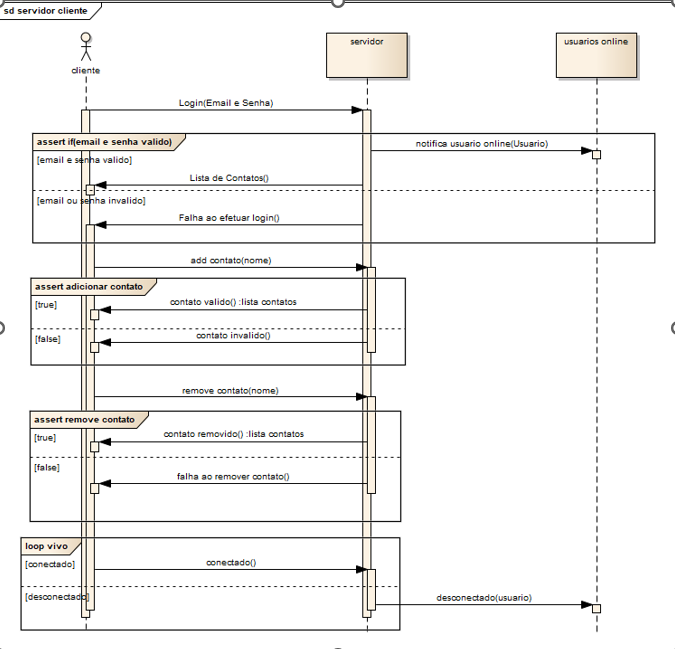 sd servidor cliente
cliente
servidor
usuarios online
Login(Email e Senha)
assert if(email e senha valido)
notifica usuario online(Usuario)
[email e senha valido]
Lista de Contatos()
[email ou senha invalido]
Falha ao efetuar login()
add contato(nome)
assert adicionar contato
contato valido() :lista contatos
[true]
contato invalido()
[false]
remove contato(nome)
assert remove contato
contato removido() :lista contatos
[true]
[false]
falha ao remover contato()
loop vivo
[conectado]
conectado()
[desconectado]
desconectado(usuario)